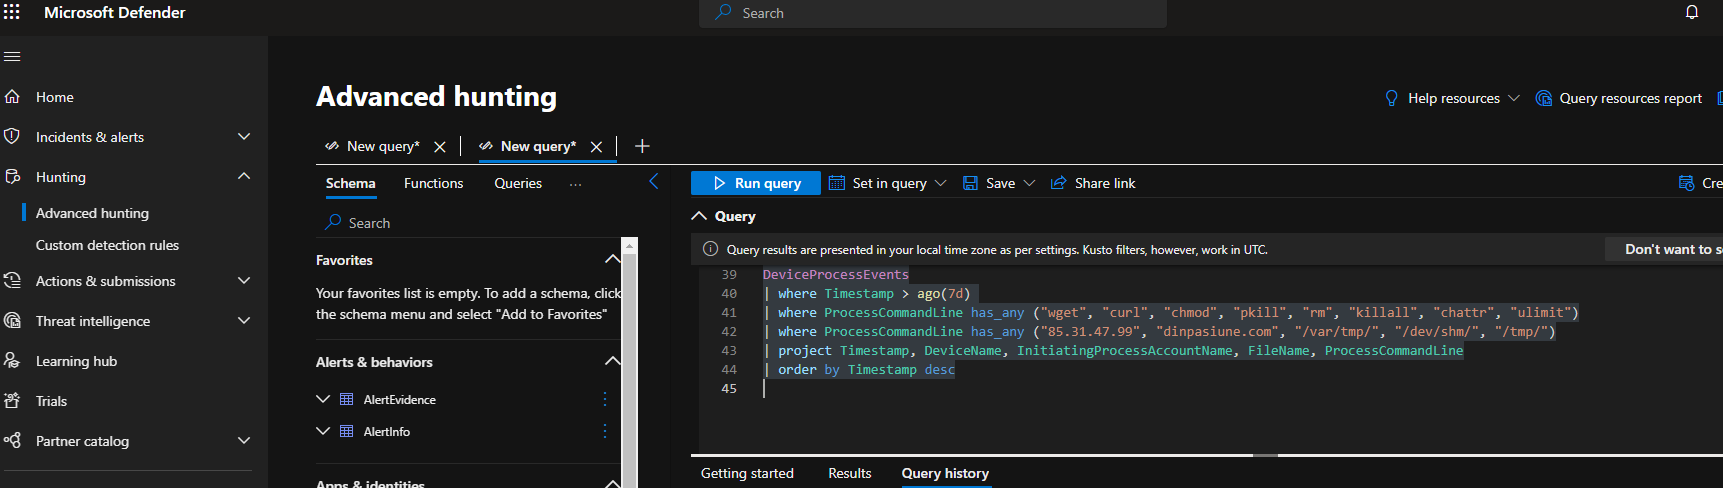 Microsoft Defender
Search
Home
Incidents & alerts
Hunting
Advanced hunting
Custom detection rules
Actions & submissions
Threat intelligence
Learning hub
Trials
Partner catalog
Advanced hunting
Help resources
Query resources report
New query*
New query*
Schema
Functions
Queries
...
Search
Favorites
Your favorites list is empty. To add a schema, click
the schema menu and select "Add to Favorites"
Alerts & behaviors
AlertEvidence
AlertInfo
Apps & identities
Run query
Set in query
Save
Share link
Cre
Query
Query results are presented in your local time zone as per settings. Kusto filters, however, work in UTC.
Don't want to s
39 DeviceProcessEvents
40 | where Timestamp > ago(7d)
41 | where ProcessCommandLine has_any ("wget", "curl", "chmod", "pkill", "rm", "killall", "chattr", "ulimit")
42 | where ProcessCommandLine has_any ("85.31.47.99", "dinpasiune.com", "/var/tmp/", "/dev/shm/", "/tmp/")
43 | project Timestamp, DeviceName, InitiatingProcessAccountName, FileName, ProcessCommandLine
44 | order by Timestamp desc
45
Getting started
Results
Query history